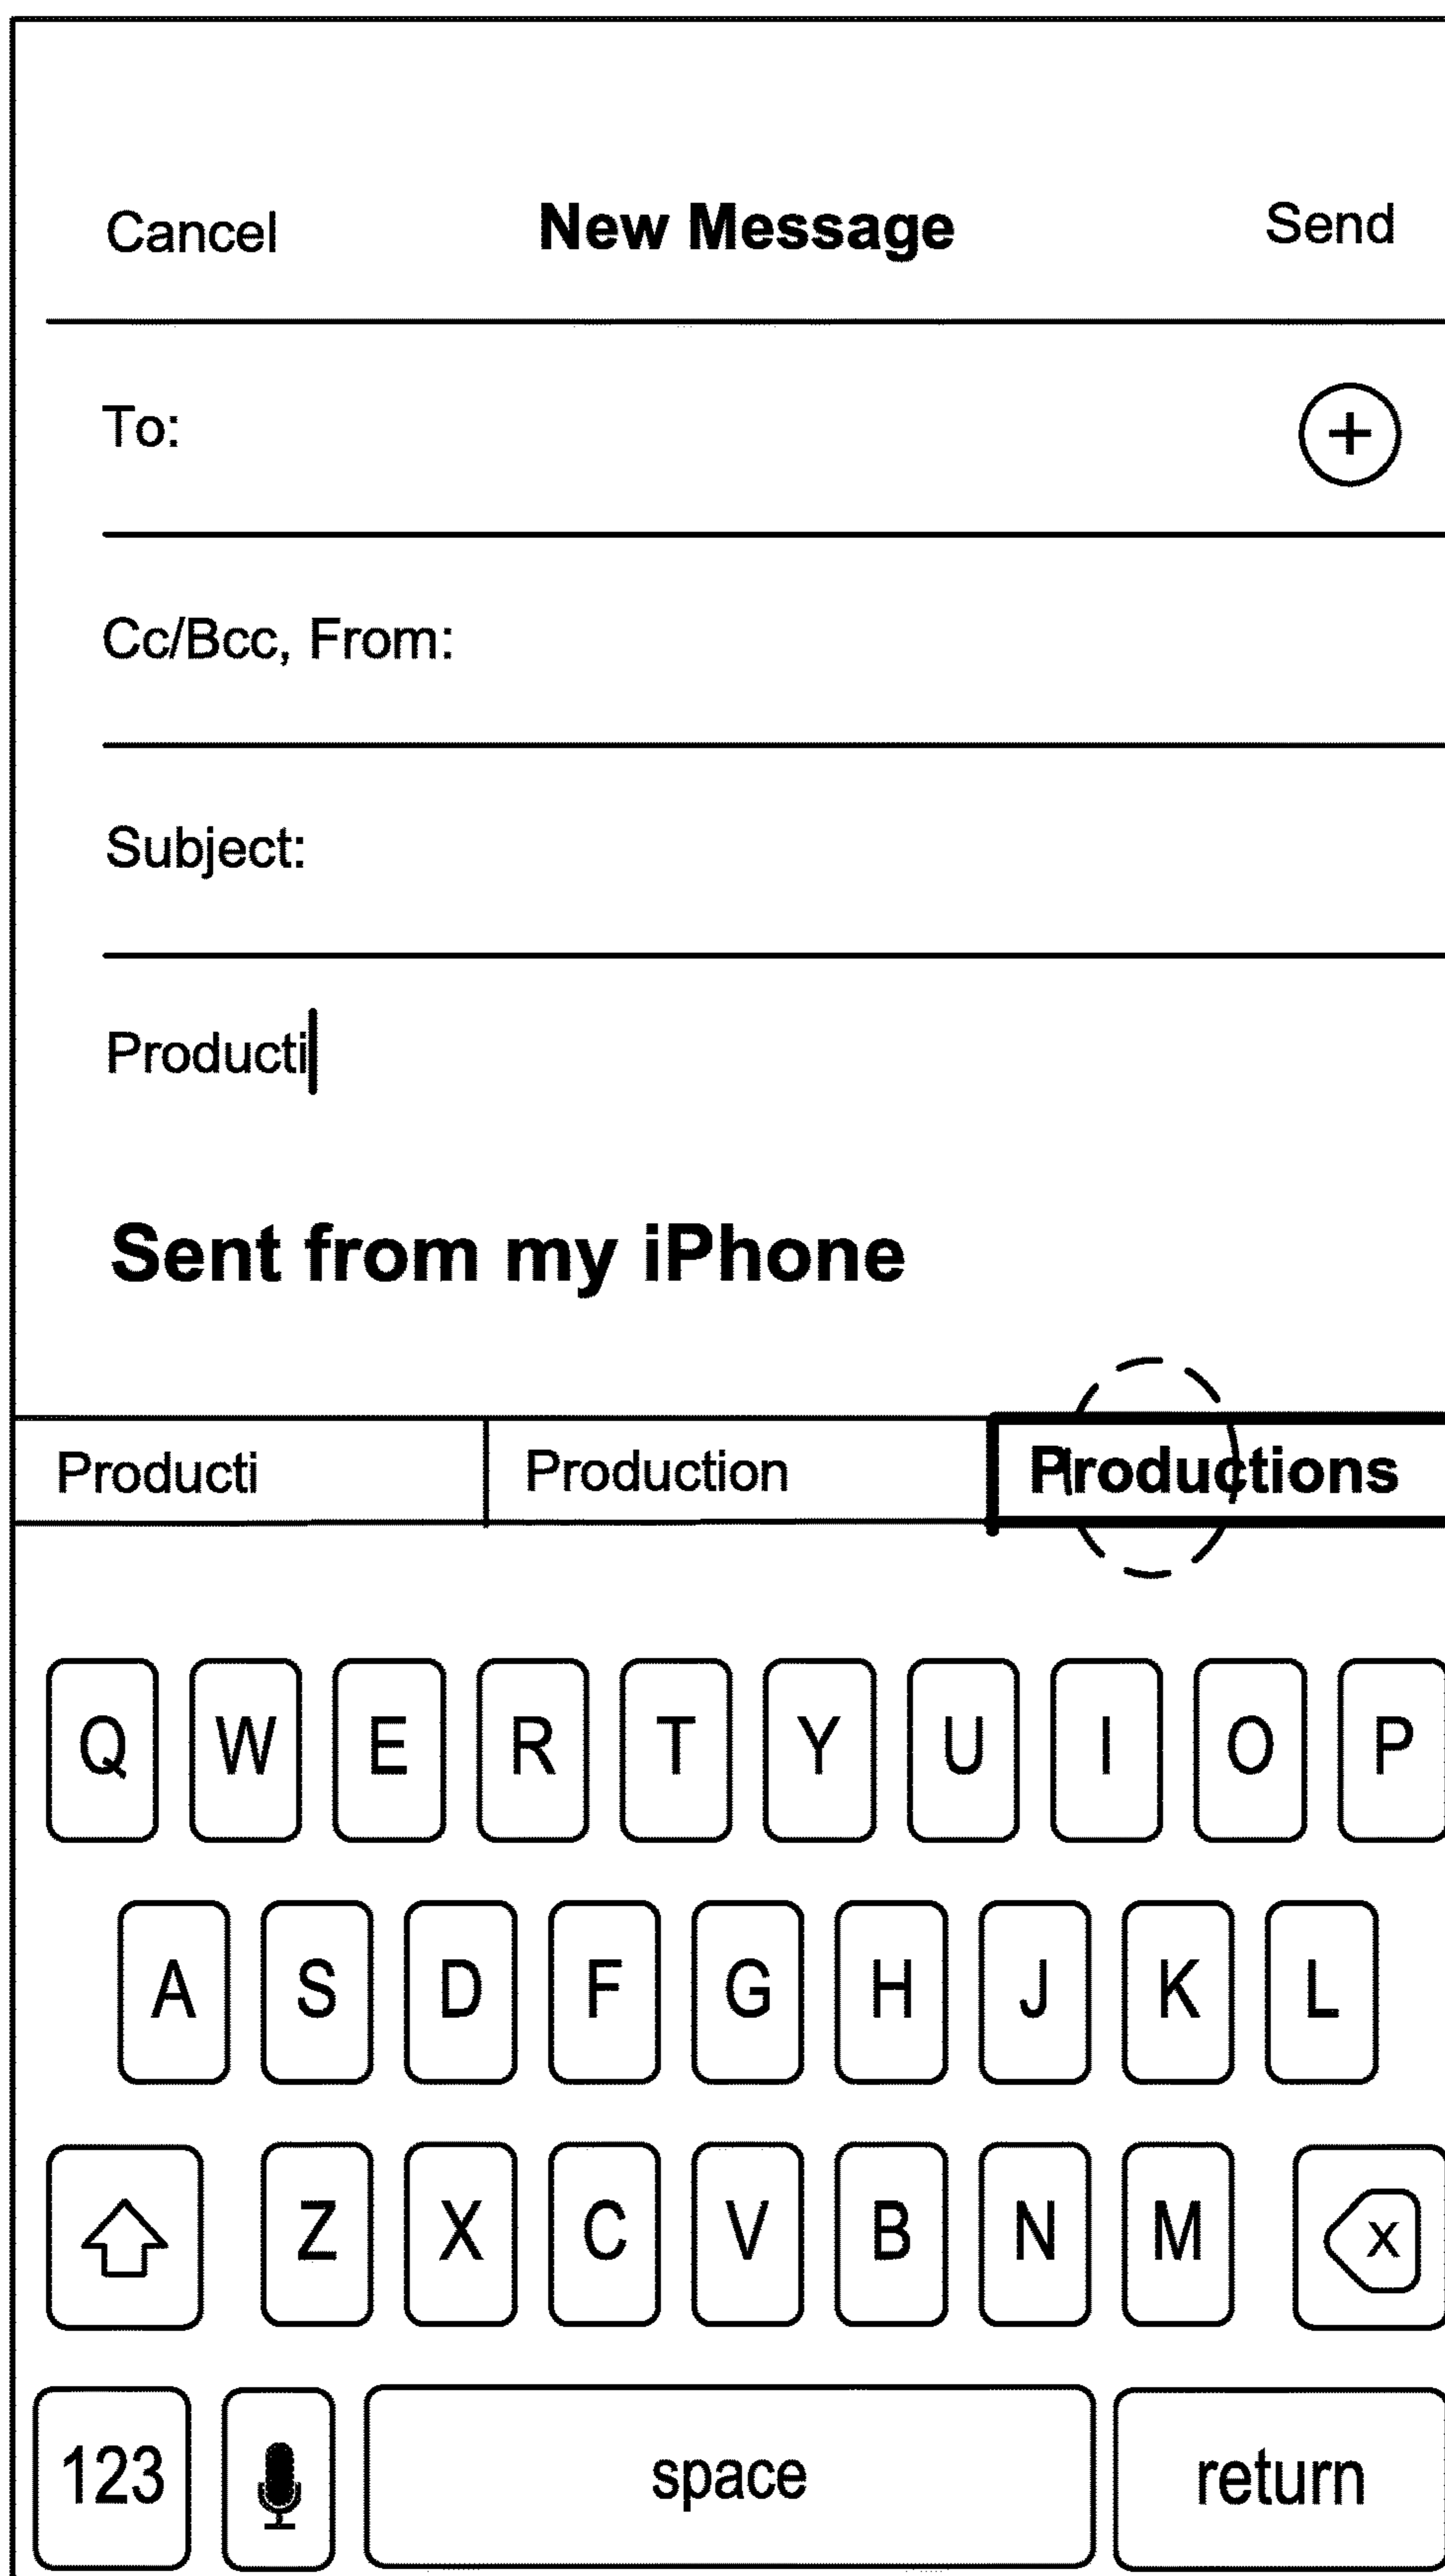 Cancel New Message Send
To: +
Cc/Bcc, From:
Subject:
Producti
Sent from my iPhone
Producti Production Productions
Q W E R T Y U I O P
A S D F G H J K L
Z X C V B N M X
123 space return